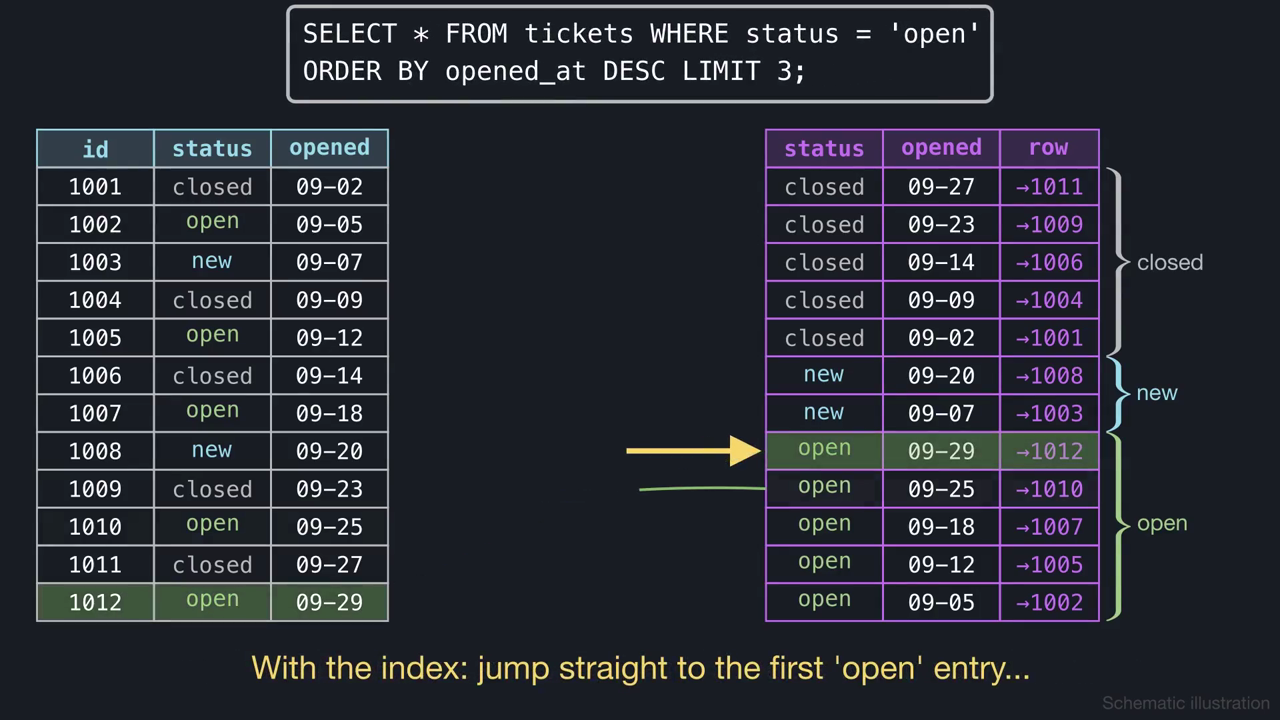 SELECT * FROM tickets WHERE status = 'open'
ORDER BY opened_at DESC LIMIT 3;
id status opened
1001 closed 09-02
1002 open 09-05
1003 new 09-07
1004 closed 09-09
1005 open 09-12
1006 closed 09-14
1007 open 09-18
1008 new 09-20
1009 closed 09-23
1010 open 09-25
1011 closed 09-27
1012 open 09-29
status opened row
closed 09-27 →1011
closed 09-23 →1009
closed 09-14 →1006
closed 09-09 →1004
closed 09-02 →1001
new 09-20 →1008
new 09-07 →1003
open 09-29 →1012
open 09-25 →1010
open 09-18 →1007
open 09-12 →1005
open 09-05 →1002
closed
new
open
With the index: jump straight to the first 'open' entry...
Schematic illustration